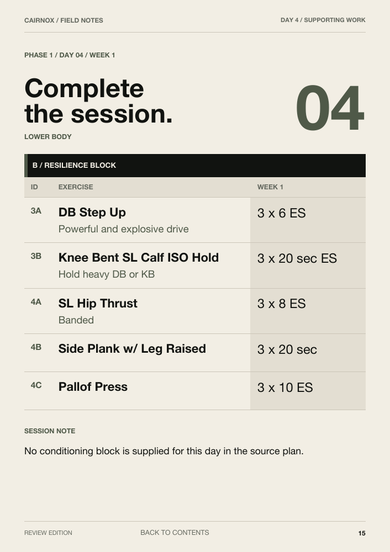 CAIRNOX / FIELD NOTES
DAY 4 / SUPPORTING WORK
PHASE 1 / DAY 04 / WEEK 1
Complete
the session.
04
LOWER BODY
B / RESILIENCE BLOCK
ID EXERCISE WEEK 1
3A DB Step Up 3 x 6 ES
Powerful and explosive drive
3B Knee Bent SL Calf ISO Hold 3 x 20 sec ES
Hold heavy DB or KB
4A SL Hip Thrust 3 x 8 ES
Banded
4B Side Plank w/ Leg Raised 3 x 20 sec
4C Pallof Press 3 x 10 ES
SESSION NOTE
No conditioning block is supplied for this day in the source plan.
REVIEW EDITION BACK TO CONTENTS 15